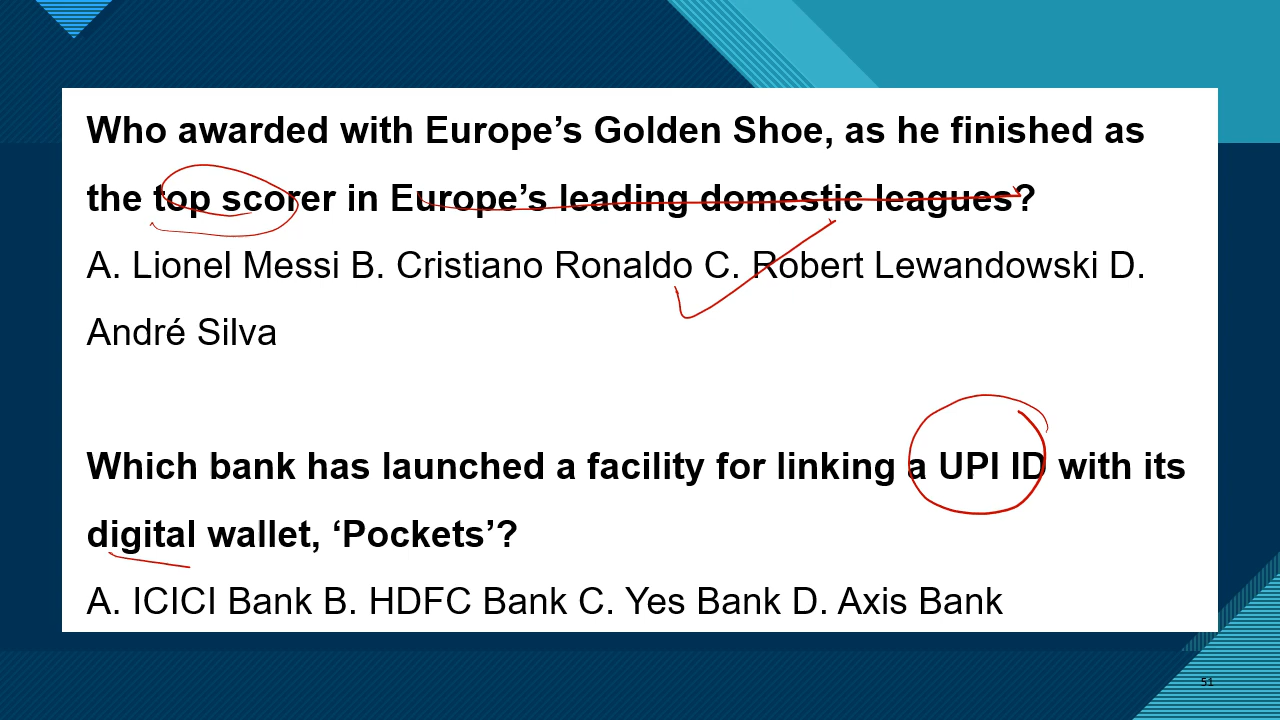 Who awarded with Europe’s Golden Shoe, as he finished as
the top scorer in Europe’s leading domestic leagues?
A. Lionel Messi B. Cristiano Ronaldo C. Robert Lewandowski D.
André Silva
Which bank has launched a facility for linking a UPI ID with its
digital wallet, ‘Pockets’?
A. ICICI Bank B. HDFC Bank C. Yes Bank D. Axis Bank
51